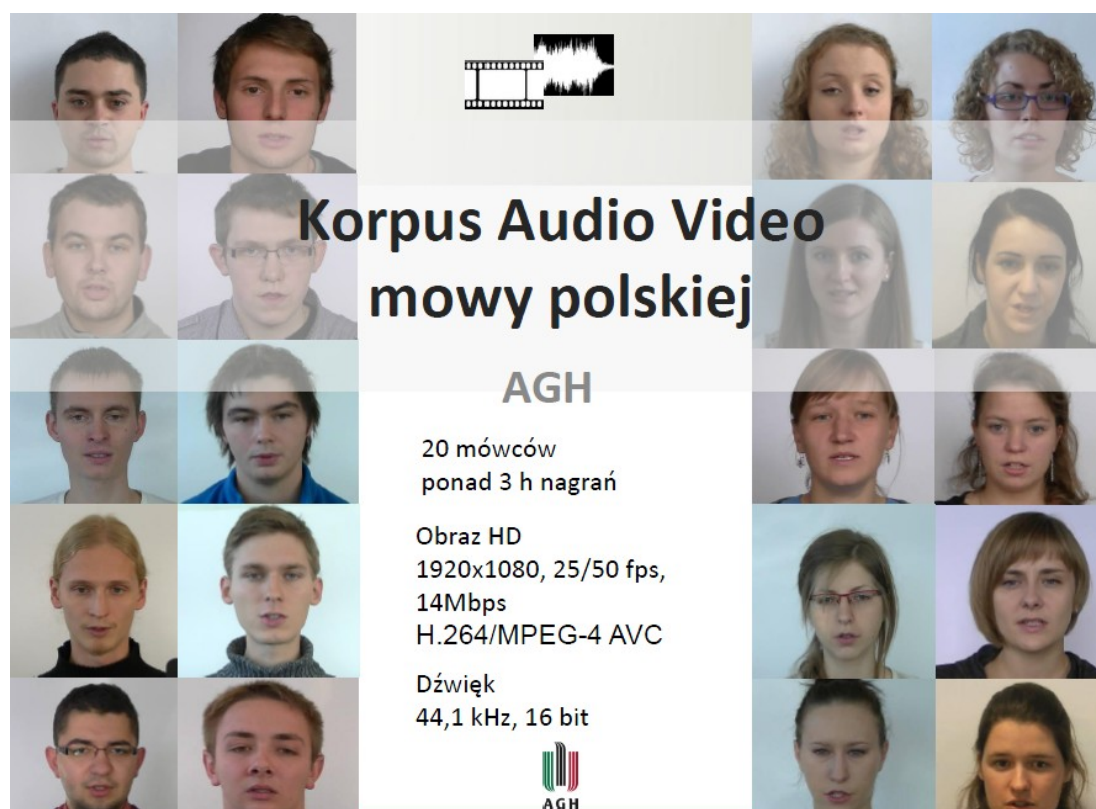 Korpus Audio Video
mowy polskiej
AGH
20 mówców
ponad 3 h nagrań
Obraz HD
1920x1080, 25/50 fps,
14Mbps
H.264/MPEG-4 AVC
Dźwięk
44,1 kHz, 16 bit
AGH